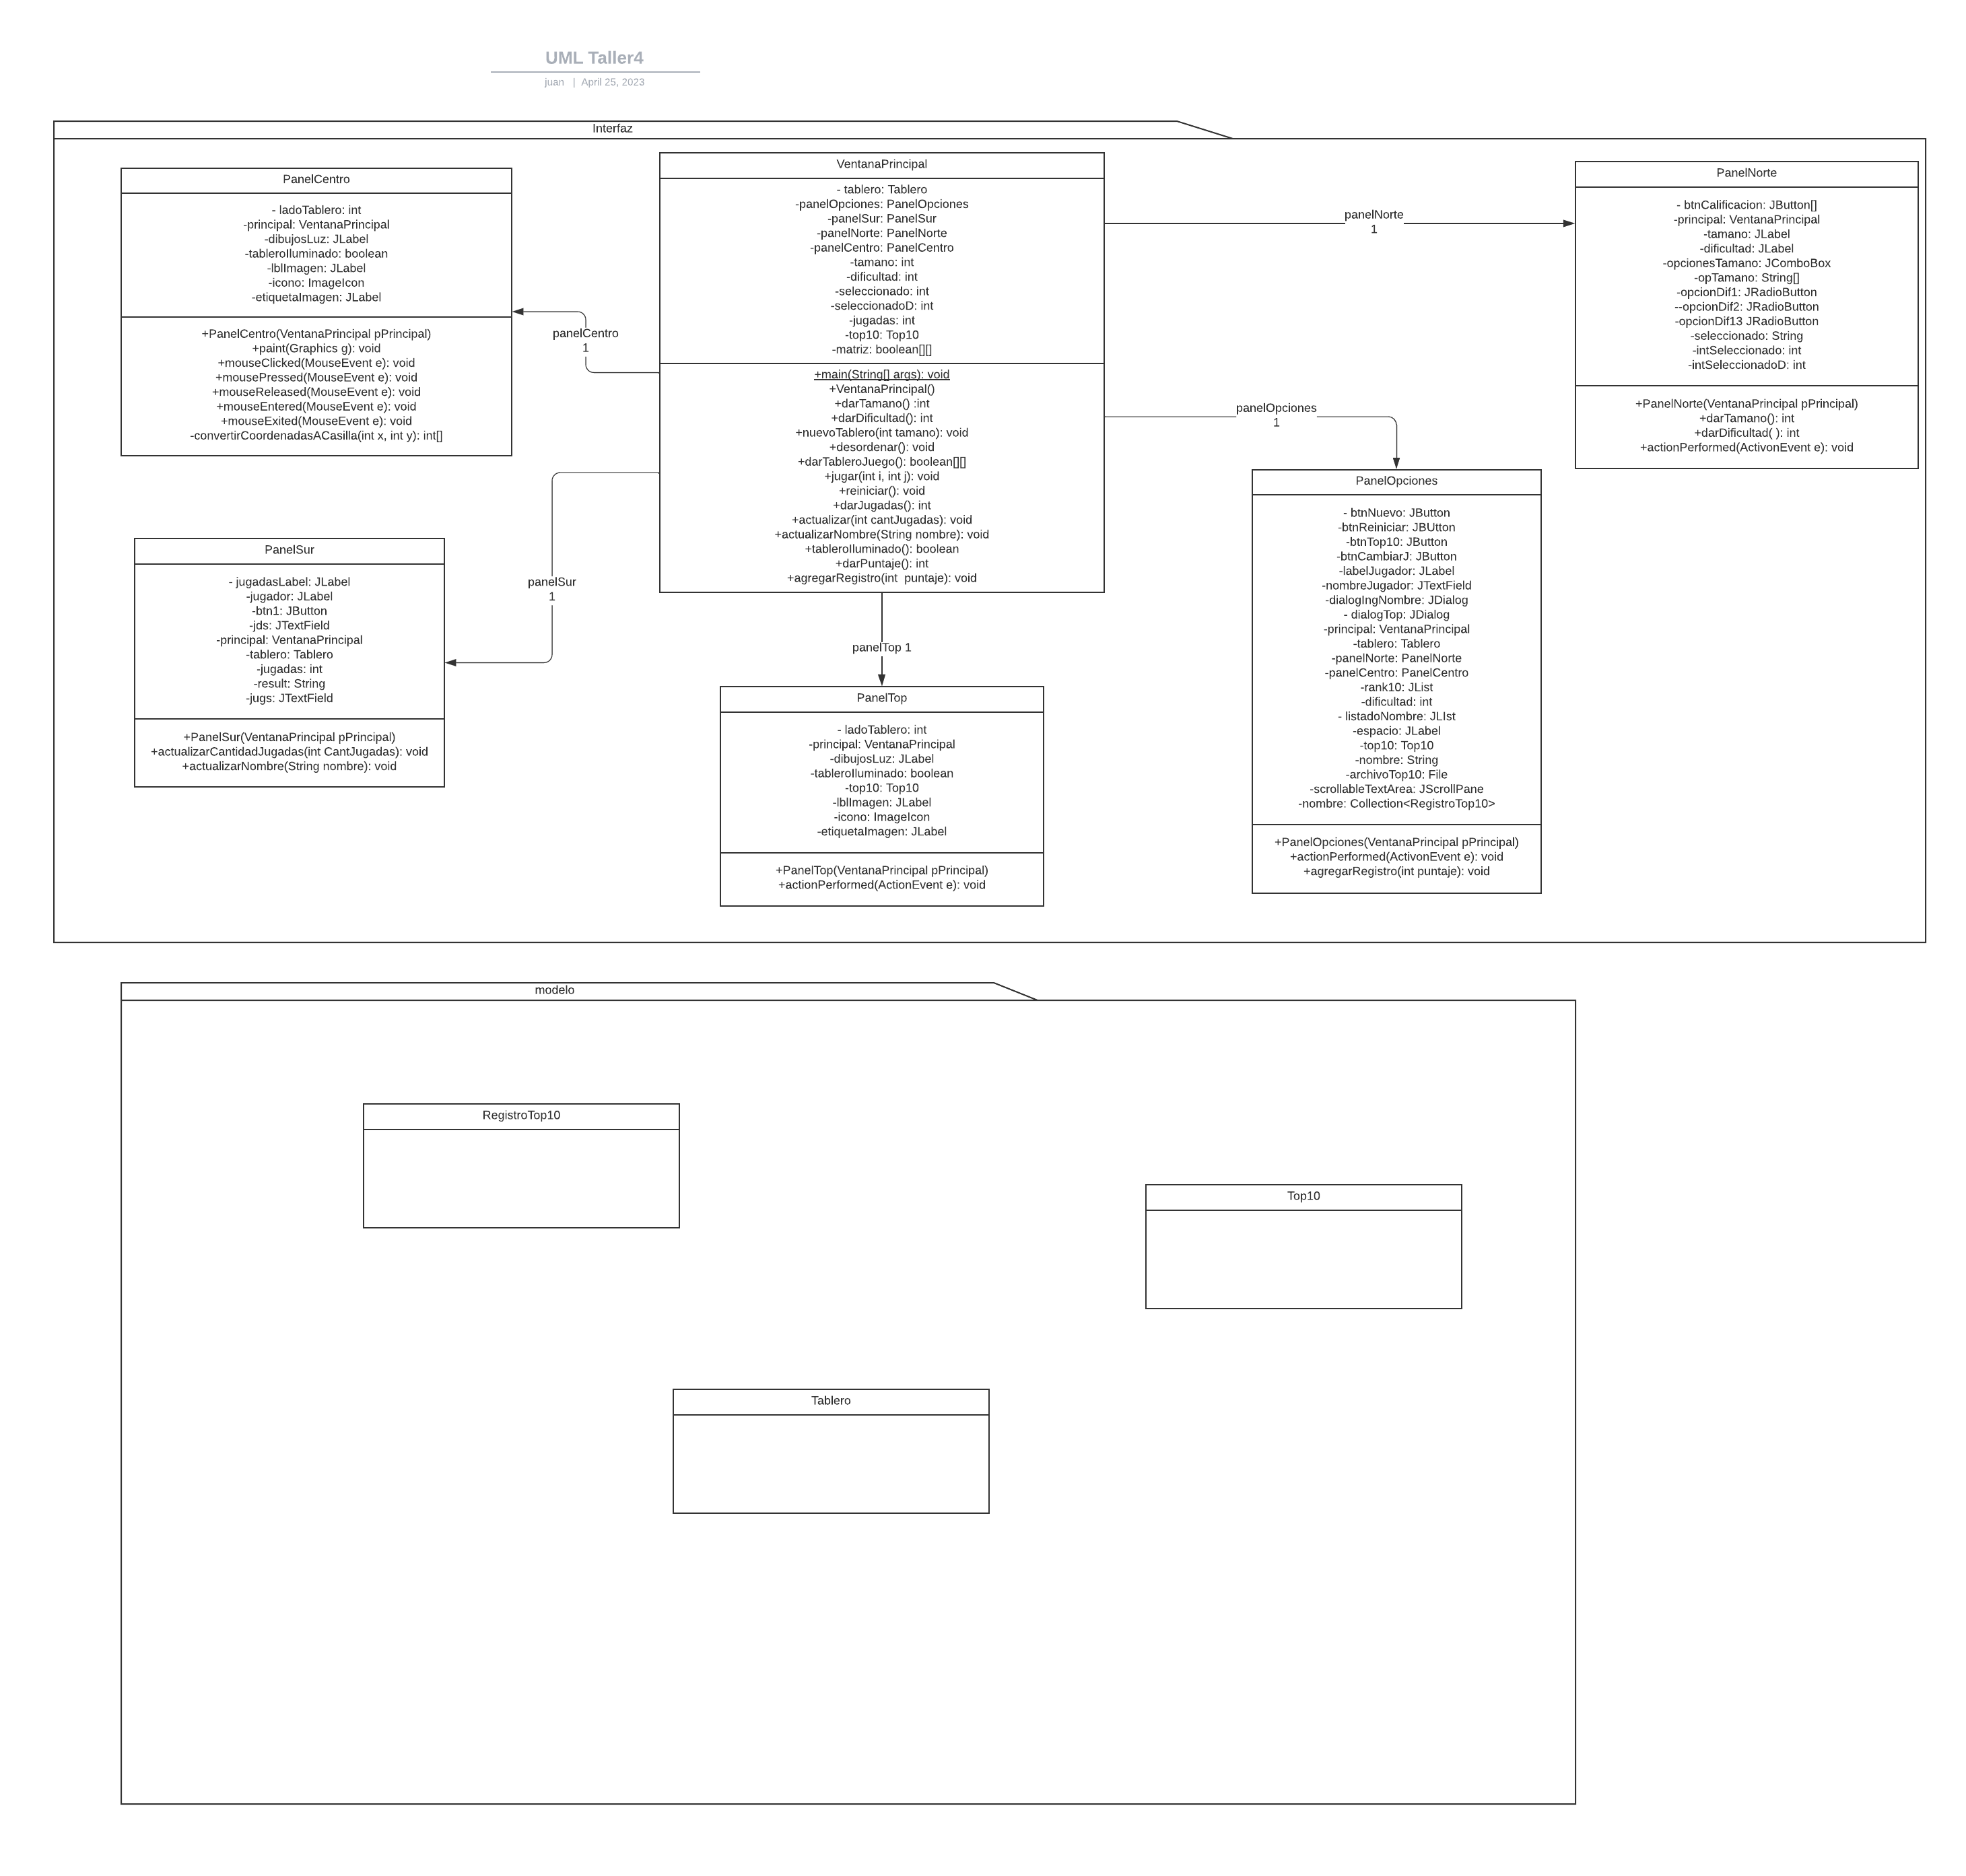 UML Taller4
juan | April 25, 2023
Interfaz
PanelCentro
- ladoTablero: int
-principal: VentanaPrincipal
-dibujosLuz: JLabel
-tableroIluminado: boolean
-lblImagen: JLabel
-icono: ImageIcon
-etiquetaImagen: JLabel
+PanelCentro(VentanaPrincipal pPrincipal)
+paint(Graphics g): void
+mouseClicked(MouseEvent e): void
+mousePressed(MouseEvent e): void
+mouseReleased(MouseEvent e): void
+mouseEntered(MouseEvent e): void
+mouseExited(MouseEvent e): void
-convertirCoordenadasACasilla(int x, int y): int[]
panelCentro
1
VentanaPrincipal
- tablero: Tablero
-panelOpciones: PanelOpciones
-panelSur: PanelSur
-panelNorte: PanelNorte
-panelCentro: PanelCentro
-tamano: int
-dificultad: int
-seleccionado: int
-seleccionadoD: int
-jugadas: int
-top10: Top10
-matriz: boolean[][]
+main(String[] args): void
+VentanaPrincipal()
+darTamano() :int
+darDificultad(): int
+nuevoTablero(int tamano): void
+desordenar(): void
+darTableroJuego(): boolean[][]
+jugar(int i, int j): void
+reiniciar(): void
+darJugadas(): int
+actualizar(int cantJugadas): void
+actualizarNombre(String nombre): void
+tableroIluminado(): boolean
+darPuntaje(): int
+agregarRegistro(int  puntaje): void
panelNorte
1
PanelNorte
- btnCalificacion: JButton[]
-principal: VentanaPrincipal
-tamano: JLabel
-dificultad: JLabel
-opcionesTamano: JComboBox
-opTamano: String[]
-opcionDif1: JRadioButton
--opcionDif2: JRadioButton
-opcionDif13 JRadioButton
-seleccionado: String
-intSeleccionado: int
-intSeleccionadoD: int
+PanelNorte(VentanaPrincipal pPrincipal)
+darTamano(): int
+darDificultad( ): int
+actionPerformed(ActivonEvent e): void
panelOpciones
1
PanelOpciones
- btnNuevo: JButton
-btnReiniciar: JBUtton
-btnTop10: JButton
-btnCambiarJ: JButton
-labelJugador: JLabel
-nombreJugador: JTextField
-dialogIngNombre: JDialog
- dialogTop: JDialog
-principal: VentanaPrincipal
-tablero: Tablero
-panelNorte: PanelNorte
-panelCentro: PanelCentro
-rank10: JList
-dificultad: int
- listadoNombre: JLIst
-espacio: JLabel
-top10: Top10
-nombre: String
-archivoTop10: File
-scrollableTextArea: JScrollPane
-nombre: Collection<RegistroTop10>
+PanelOpciones(VentanaPrincipal pPrincipal)
+actionPerformed(ActivonEvent e): void
+agregarRegistro(int puntaje): void
PanelSur
- jugadasLabel: JLabel
-jugador: JLabel
-btn1: JButton
-jds: JTextField
-principal: VentanaPrincipal
-tablero: Tablero
-jugadas: int
-result: String
-jugs: JTextField
+PanelSur(VentanaPrincipal pPrincipal)
+actualizarCantidadJugadas(int CantJugadas): void
+actualizarNombre(String nombre): void
panelSur
1
panelTop 1
PanelTop
- ladoTablero: int
-principal: VentanaPrincipal
-dibujosLuz: JLabel
-tableroIluminado: boolean
-top10: Top10
-lblImagen: JLabel
-icono: ImageIcon
-etiquetaImagen: JLabel
+PanelTop(VentanaPrincipal pPrincipal)
+actionPerformed(ActionEvent e): void
modelo
RegistroTop10
Top10
Tablero